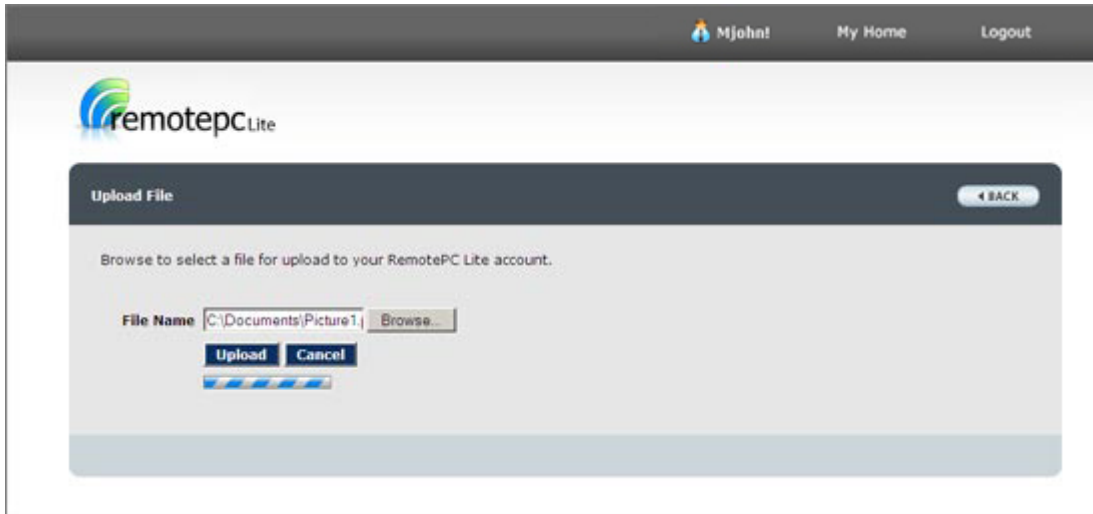 Mjohn! My Home Logout
remotepc Lite
Upload File BACK
Browse to select a file for upload to your RemotePC Lite account.
File Name C:\Documents\Picture1.j Browse...
Upload Cancel